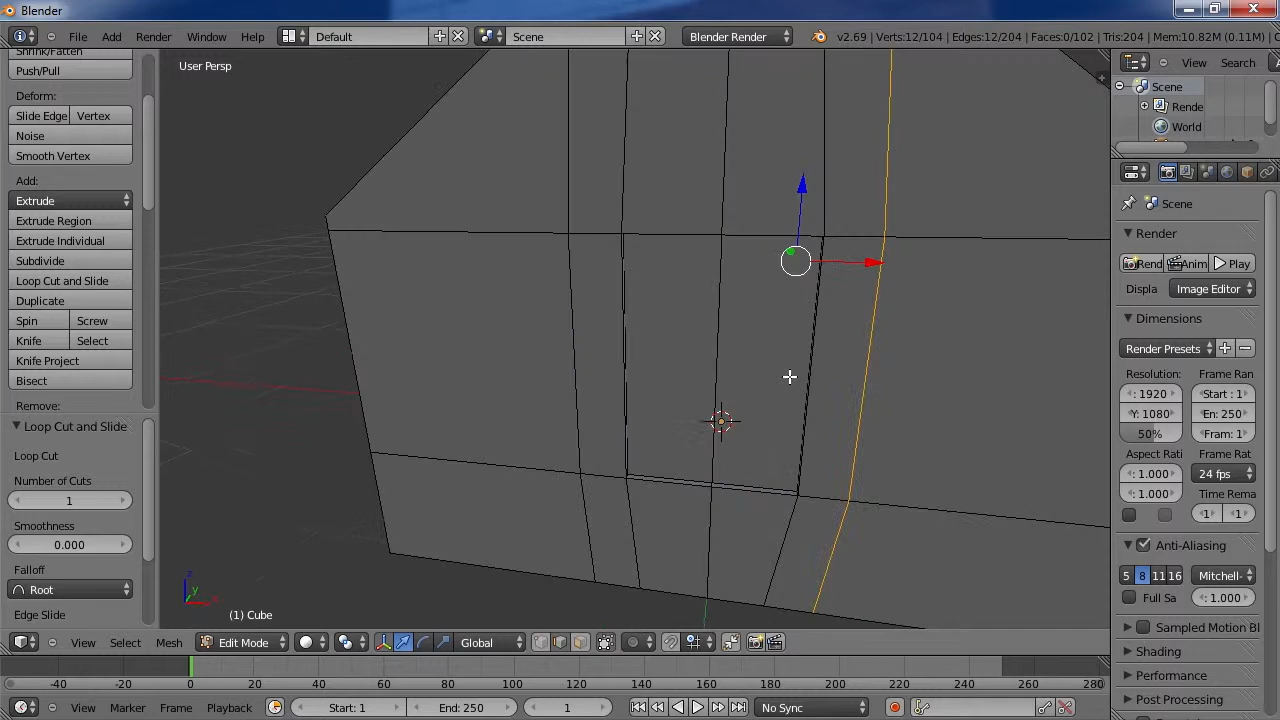 Blender
File Add Render Window Help Default Scene Blender Render v2.69 | Verts:12/104 | Edges:12/204 | Faces:0/102 | Tris:204 | Mem:10.82M (0.11M) | C
Shrink/Fatten
Push/Pull
Deform:
Slide Edge Vertex
Noise
Smooth Vertex
Add:
Extrude
Extrude Region
Extrude Individual
Subdivide
Loop Cut and Slide
Duplicate
Spin Screw
Knife Select
Knife Project
Bisect
Remove:
Loop Cut and Slide
Loop Cut
Number of Cuts
1
Smoothness
0.000
Falloff
Root
Edge Slide
User Persp
z
y
x
(1) Cube
View Search A
Scene
Rende
World
Scene
Render
Rend Anim Play
Displa Image Editor
Dimensions
Render Presets
Resolution: Frame Ran
: 1920 Start : 1
Y: 1080 En: 250
50% Fram: 1
Aspect Rati Frame Rat
: 1.000 24 fps
: 1.000 Time Rema
1 1
Anti-Aliasing
5 8 11 16 Mitchell-
Full Sa : 1.000
Sampled Motion Bl
Shading
Performance
Post Processing
View Select Mesh Edit Mode Global
-40 -20 0 20 40 60 80 100 120 140 160 180 200 220 240 260 280
View Marker Frame Playback Start: 1 End: 250 1 No Sync